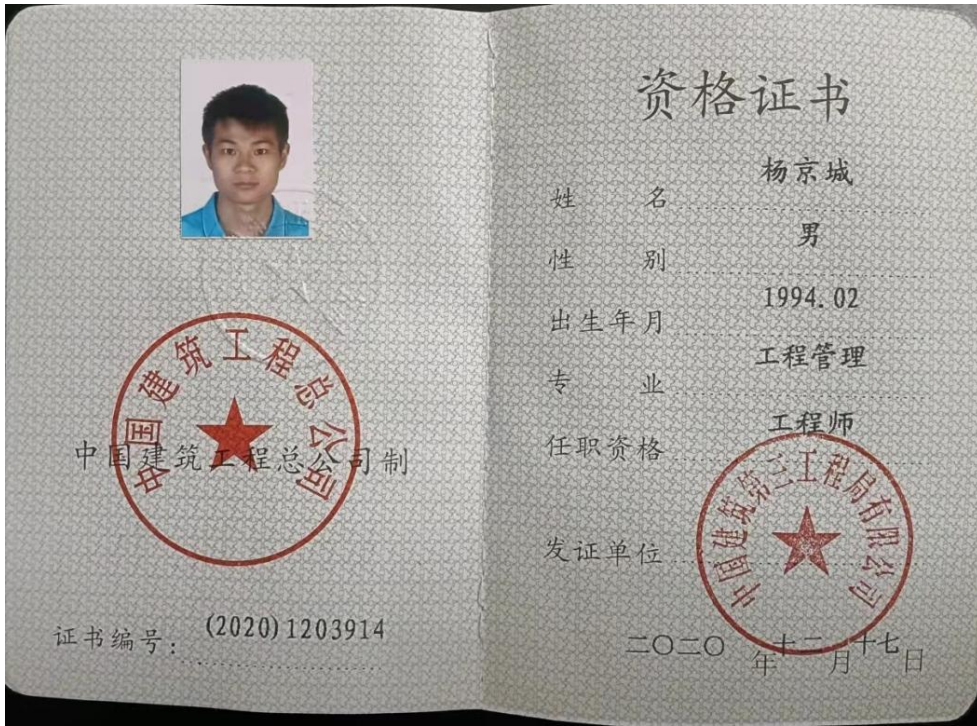 中国建筑工程总公司
中国建筑工程总公司制
证书编号: (2020)1203914
资格证书
姓名 杨京城
性别 男
出生年月 1994.02
专业 工程管理
任职资格 工程师
发证单位
中国建筑第三工程局有限公司
二〇二〇年十二月十七日